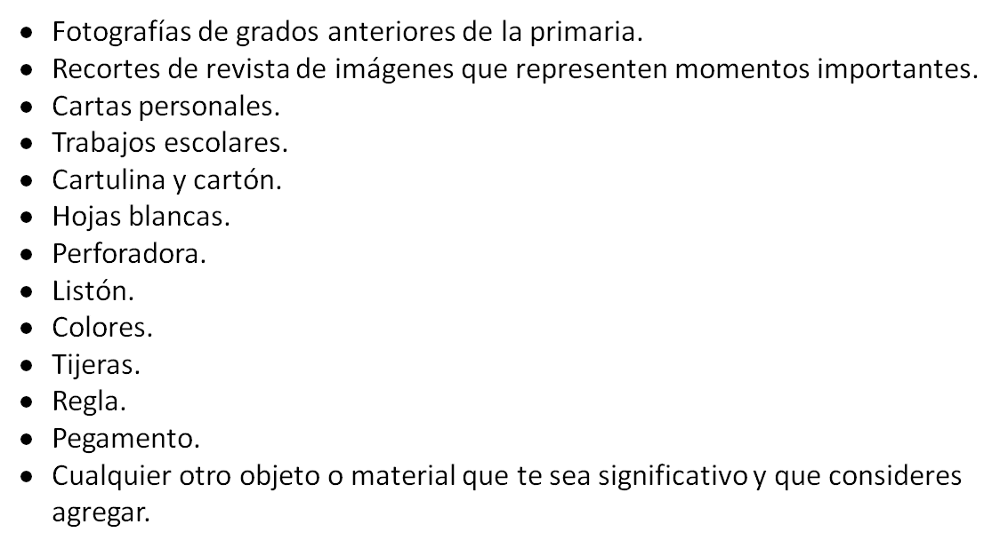 • Fotografías de grados anteriores de la primaria.
• Recortes de revista de imágenes que representen momentos importantes.
• Cartas personales.
• Trabajos escolares.
• Cartulina y cartón.
• Hojas blancas.
• Perforadora.
• Listón.
• Colores.
• Tijeras.
• Regla.
• Pegamento.
• Cualquier otro objeto o material que te sea significativo y que consideres
agregar.